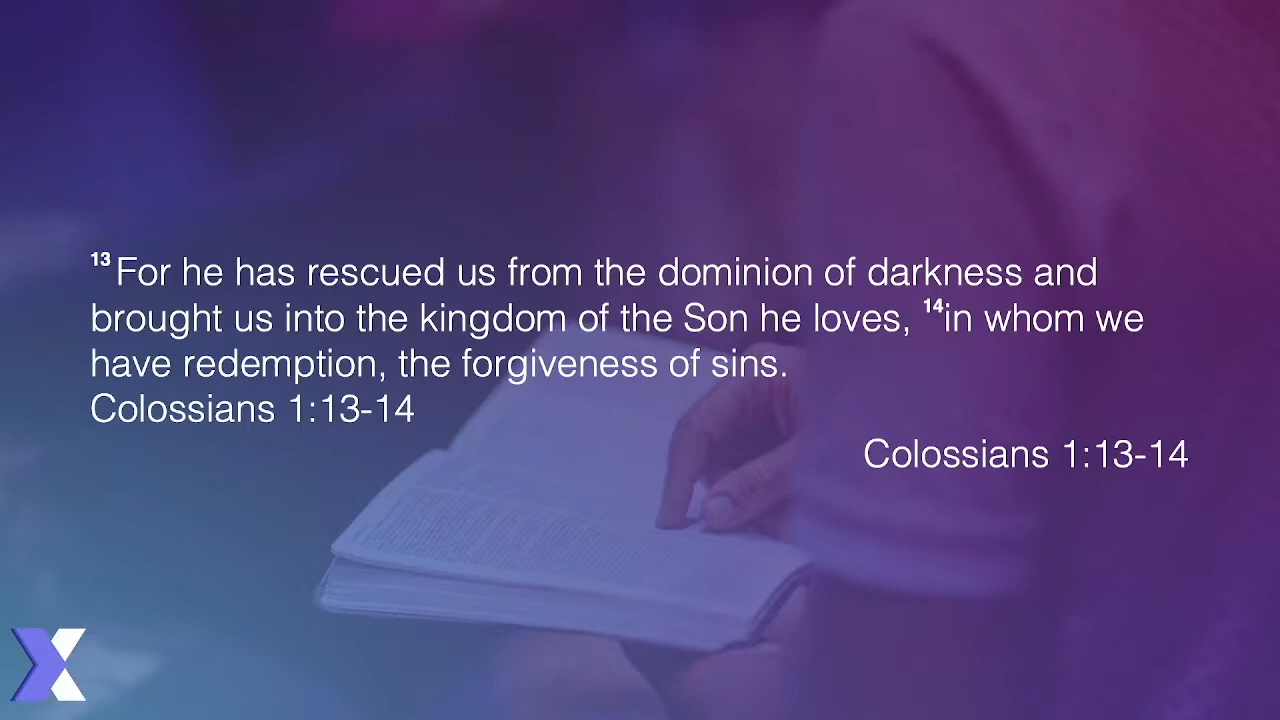 13 For he has rescued us from the dominion of darkness and
brought us into the kingdom of the Son he loves, 14in whom we
have redemption, the forgiveness of sins.
Colossians 1:13-14
Colossians 1:13-14
X